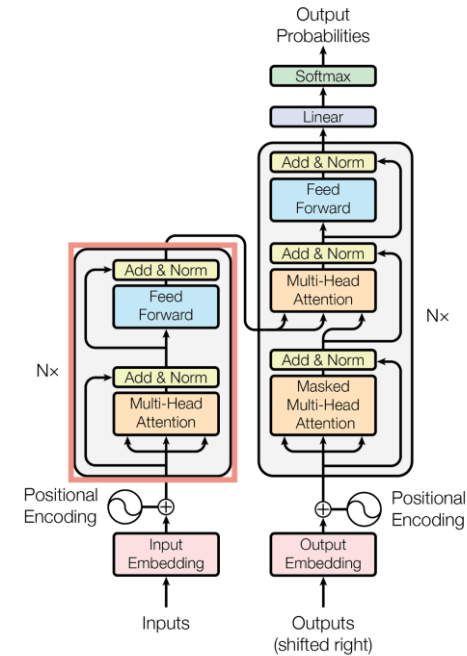 Output
Probabilities
Softmax
Linear
Add & Norm
Feed
Forward
Add & Norm
Multi-Head
Attention
Nx
Add & Norm
Masked
Multi-Head
Attention
Add & Norm
Feed
Forward
Nx
Add & Norm
Multi-Head
Attention
Positional
Encoding
Positional
Encoding
Input
Embedding
Output
Embedding
Inputs
Outputs
(shifted right)